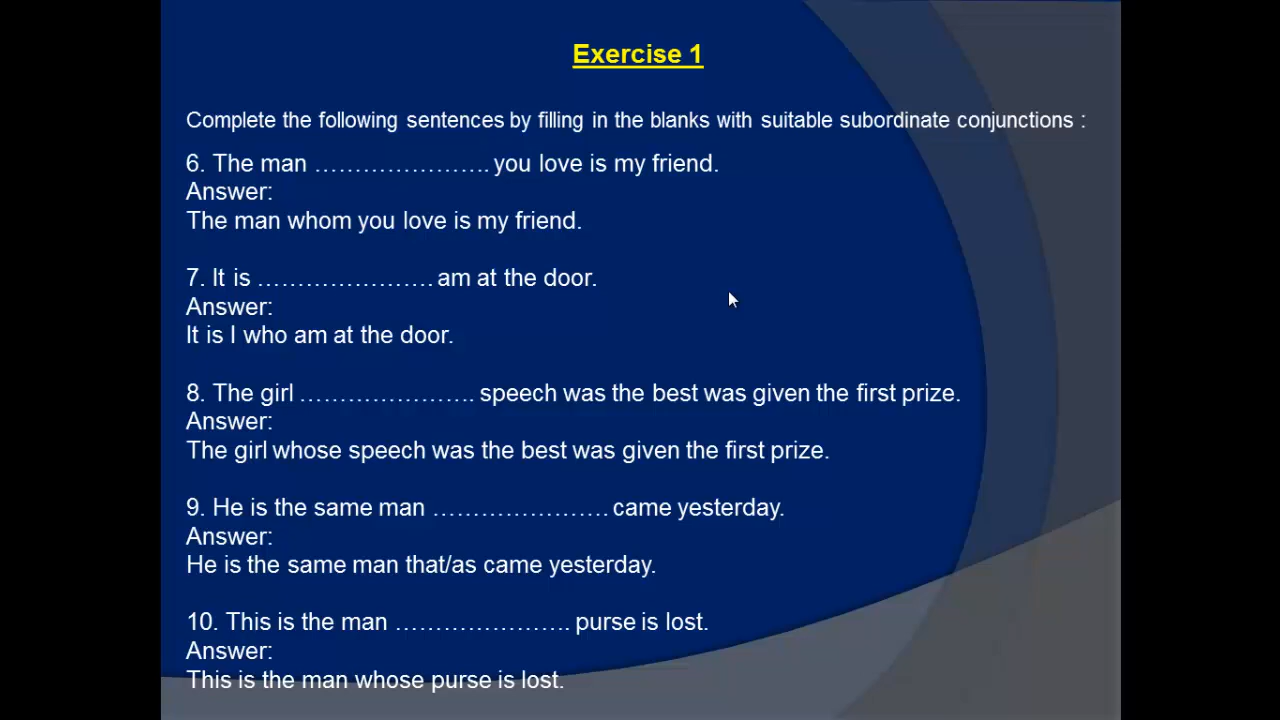 Exercise 1
Complete the following sentences by filling in the blanks with suitable subordinate conjunctions :
6. The man …………………. you love is my friend.
Answer:
The man whom you love is my friend.
7. It is …………………. am at the door.
Answer:
It is I who am at the door.
8. The girl …………………. speech was the best was given the first prize.
Answer:
The girl whose speech was the best was given the first prize.
9. He is the same man …………………. came yesterday.
Answer:
He is the same man that/as came yesterday.
10. This is the man …………………. purse is lost.
Answer:
This is the man whose purse is lost.